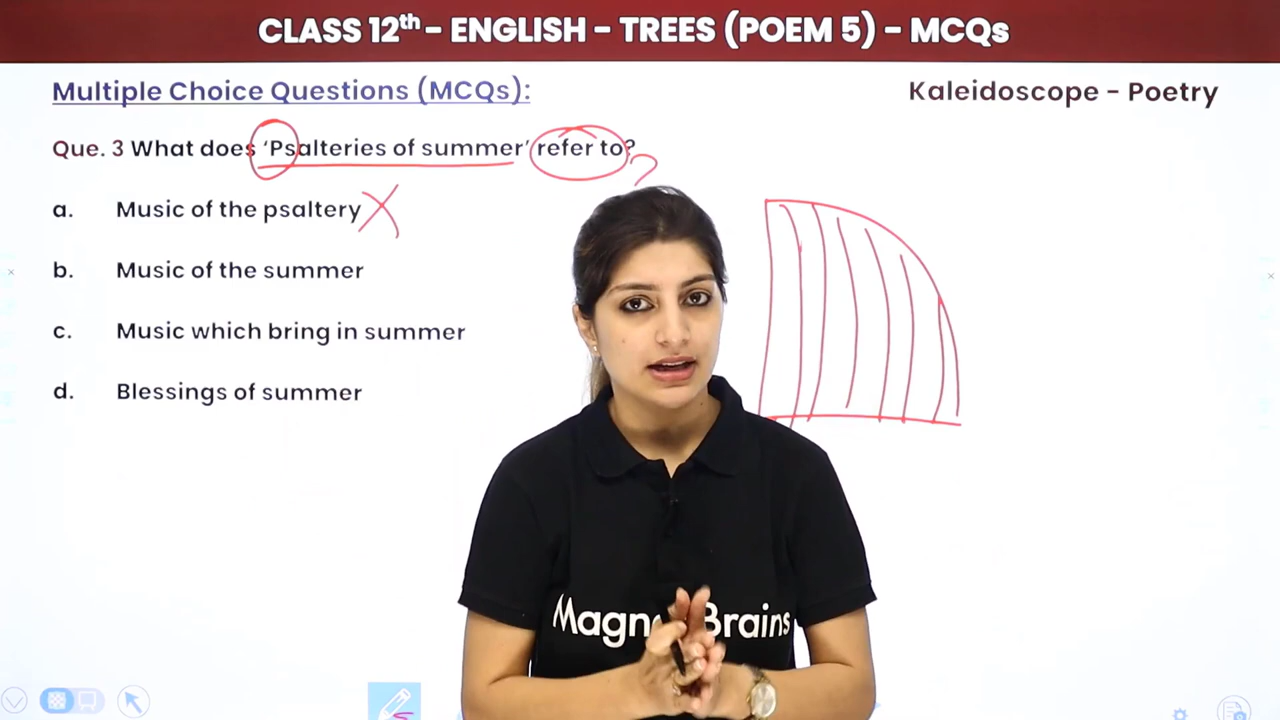 CLASS 12th - ENGLISH - TREES (POEM 5) - MCQs
Multiple Choice Questions (MCQs):
Kaleidoscope - Poetry
Que. 3 What does 'Psalteries of summer' refer to?
a. Music of the psaltery
b. Music of the summer
c. Music which bring in summer
d. Blessings of summer
Magn Brains